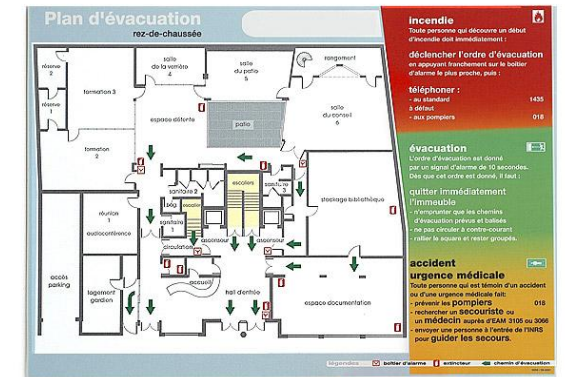 Plan d'évacuation
rez-de-chaussée
réserve
2
réserve
1
formation 3
salle
de la verrière
4
salle
du patio
5
rangement
salle
du conseil
6
espace détente
patio
formation
2
sanitaire 2
escaliers
sanitaire
3
stockage bibliothèque
réunion
1
audioconférence
sanitaire
1
circulation
ascenseur
ascenseur
accès
parking
logement
gardien
accueil
hall d'entrée
espace documentation
incendie
Toute personne qui découvre un début
d'incendie doit immédiatement :
déclencher l'ordre d'évacuation
en appuyant franchement sur le boîtier
d'alarme le plus proche, puis :
téléphoner :
- au standard 1435
à défaut
- aux pompiers 018
évacuation
L'ordre d'évacuation est donné
par un signal d'alarme de 10 secondes.
Dès que cet ordre est donné, il faut :
quitter immédiatement
l'immeuble
- n'emprunter que les chemins
d'évacuation prévus et balisés
- ne pas circuler à contre-courant
- rallier le square et rester groupés.
accident
urgence médicale
Toute personne qui est témoin d'un accident
ou d'une urgence médicale fait:
- prévenir les pompiers 018
- rechercher un secouriste ou
un médecin auprès d'EAM 3105 ou 3066
- envoyer une personne à l'entrée de l'INRS
pour guider les secours.
légendes boîtier d'alarme extincteur chemin d'évacuation